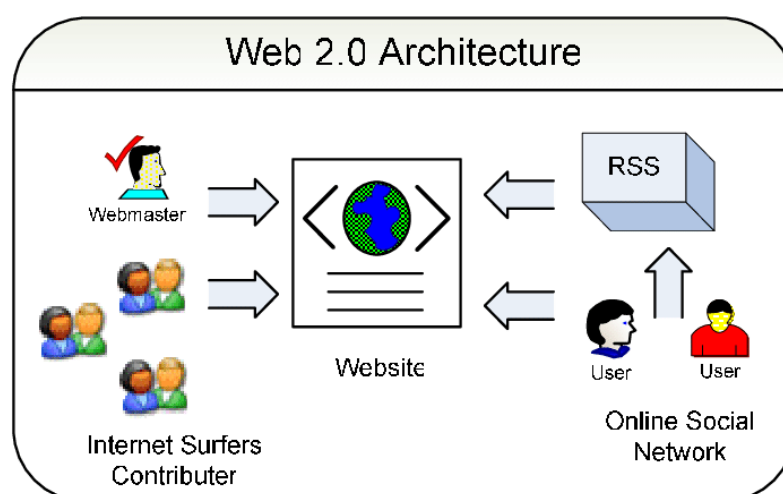 Web 2.0 Architecture
Webmaster
RSS
Website
User
User
Internet Surfers
Contributer
Online Social
Network